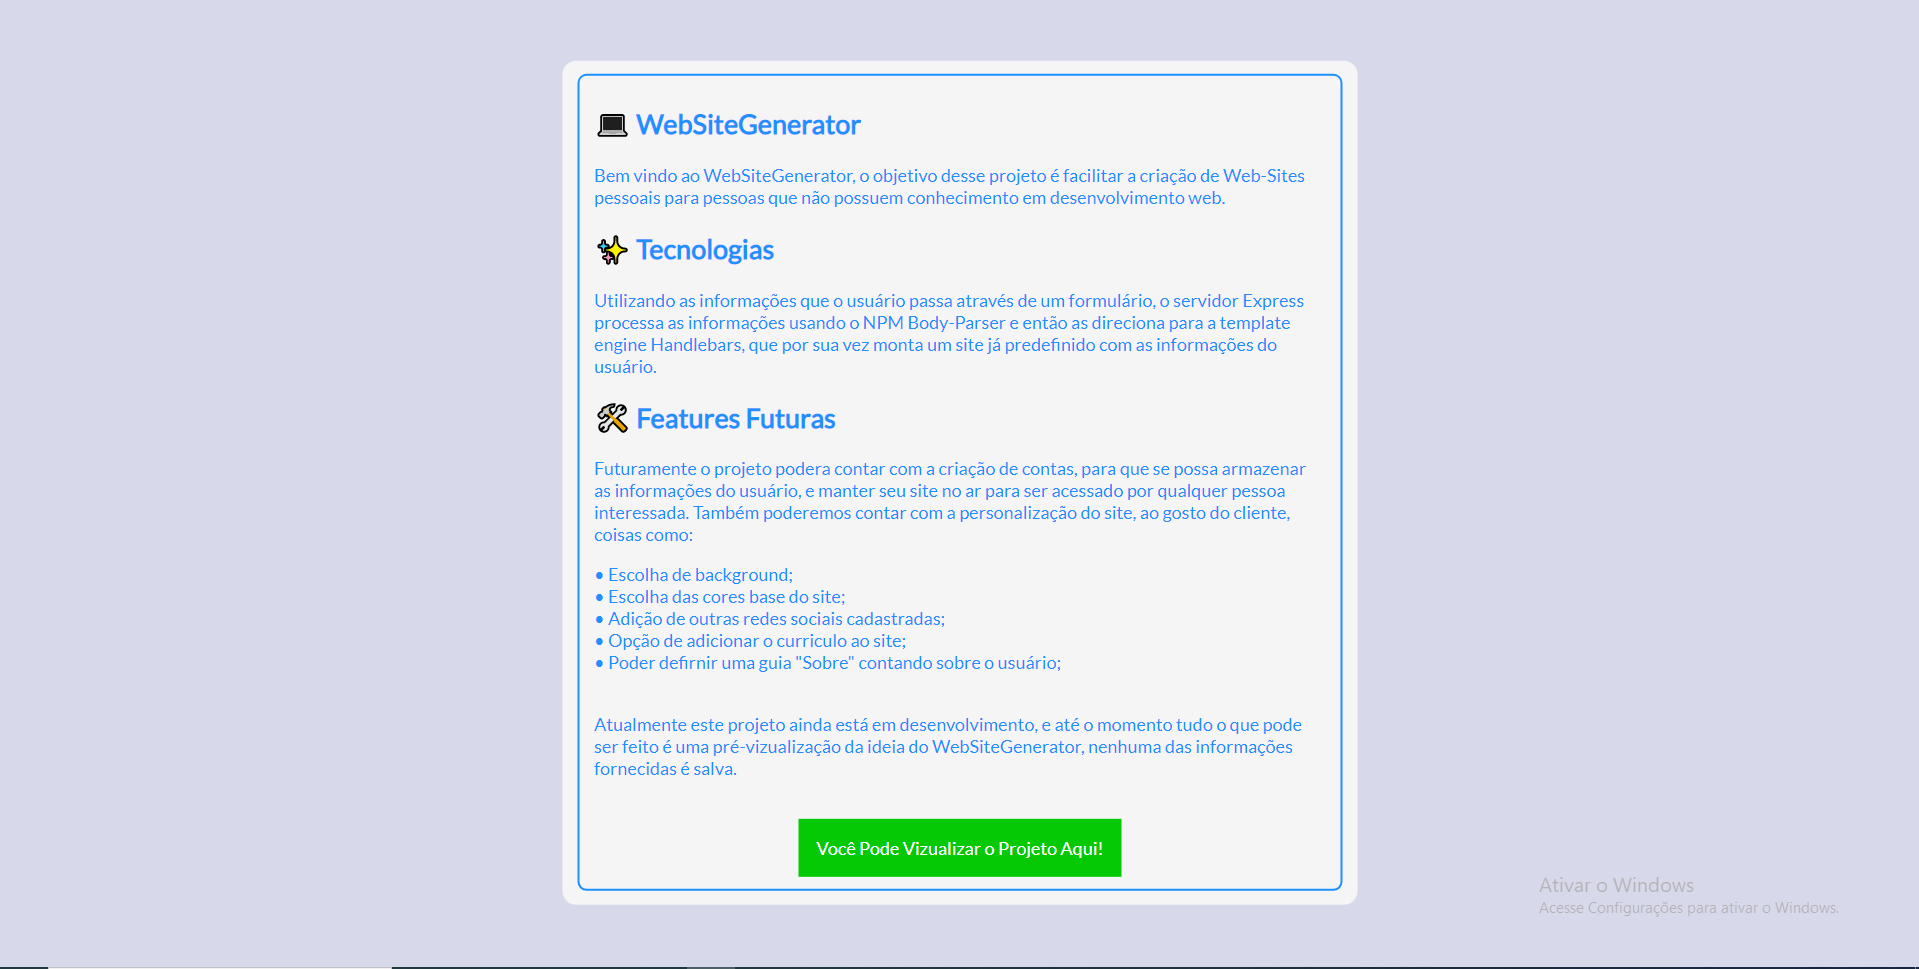 WebSiteGenerator
Bem vindo ao WebSiteGenerator, o objetivo desse projeto é facilitar a criação de Web-Sites
pessoais para pessoas que não possuem conhecimento em desenvolvimento web.
Tecnologias
Utilizando as informações que o usuário passa através de um formulário, o servidor Express
processa as informações usando o NPM Body-Parser e então as direciona para a template
engine Handlebars, que por sua vez monta um site já predefinido com as informações do
usuário.
Features Futuras
Futuramente o projeto podera contar com a criação de contas, para que se possa armazenar
as informações do usuário, e manter seu site no ar para ser acessado por qualquer pessoa
interessada. Também poderemos contar com a personalização do site, ao gosto do cliente,
coisas como:
• Escolha de background;
• Escolha das cores base do site;
• Adição de outras redes sociais cadastradas;
• Opção de adicionar o curriculo ao site;
• Poder defirnir uma guia "Sobre" contando sobre o usuário;
Atualmente este projeto ainda está em desenvolvimento, e até o momento tudo o que pode
ser feito é uma pré-vizualização da ideia do WebSiteGenerator, nenhuma das informações
fornecidas é salva.
Você Pode Vizualizar o Projeto Aqui!
Ativar o Windows
Acesse Configurações para ativar o Windows.